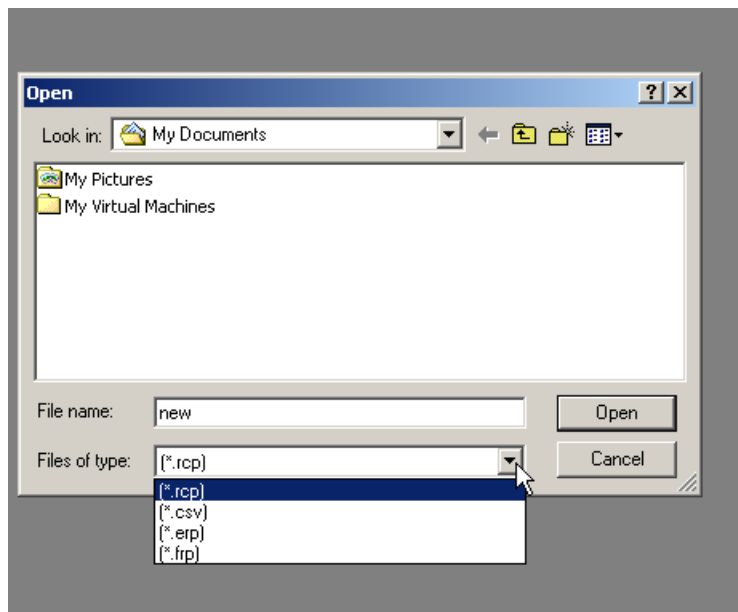 Open
Look in: My Documents
My Pictures
My Virtual Machines
File name: new Open
Files of type: (*.rcp) Cancel
(*.rcp)
(*.csv)
(*.erp)
(*.frp)